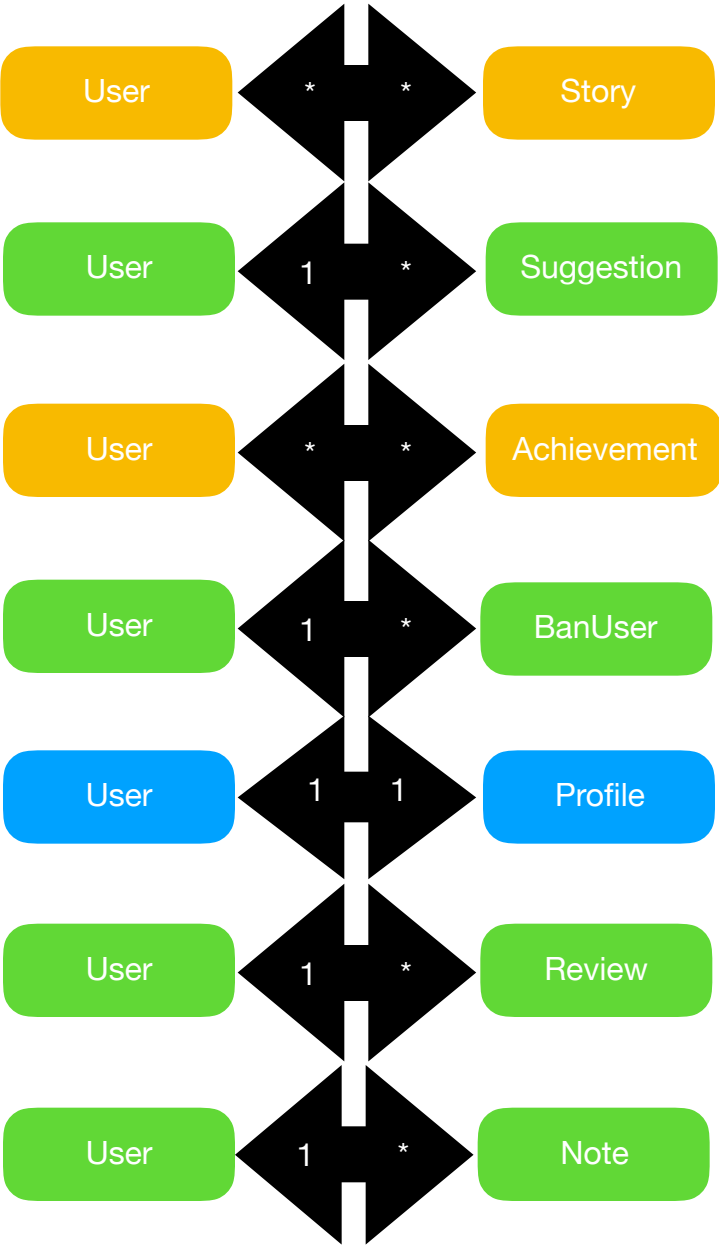 User * * Story
User 1 * Suggestion
User * * Achievement
User 1 * BanUser
User 1 1 Profile
User 1 * Review
User 1 * Note